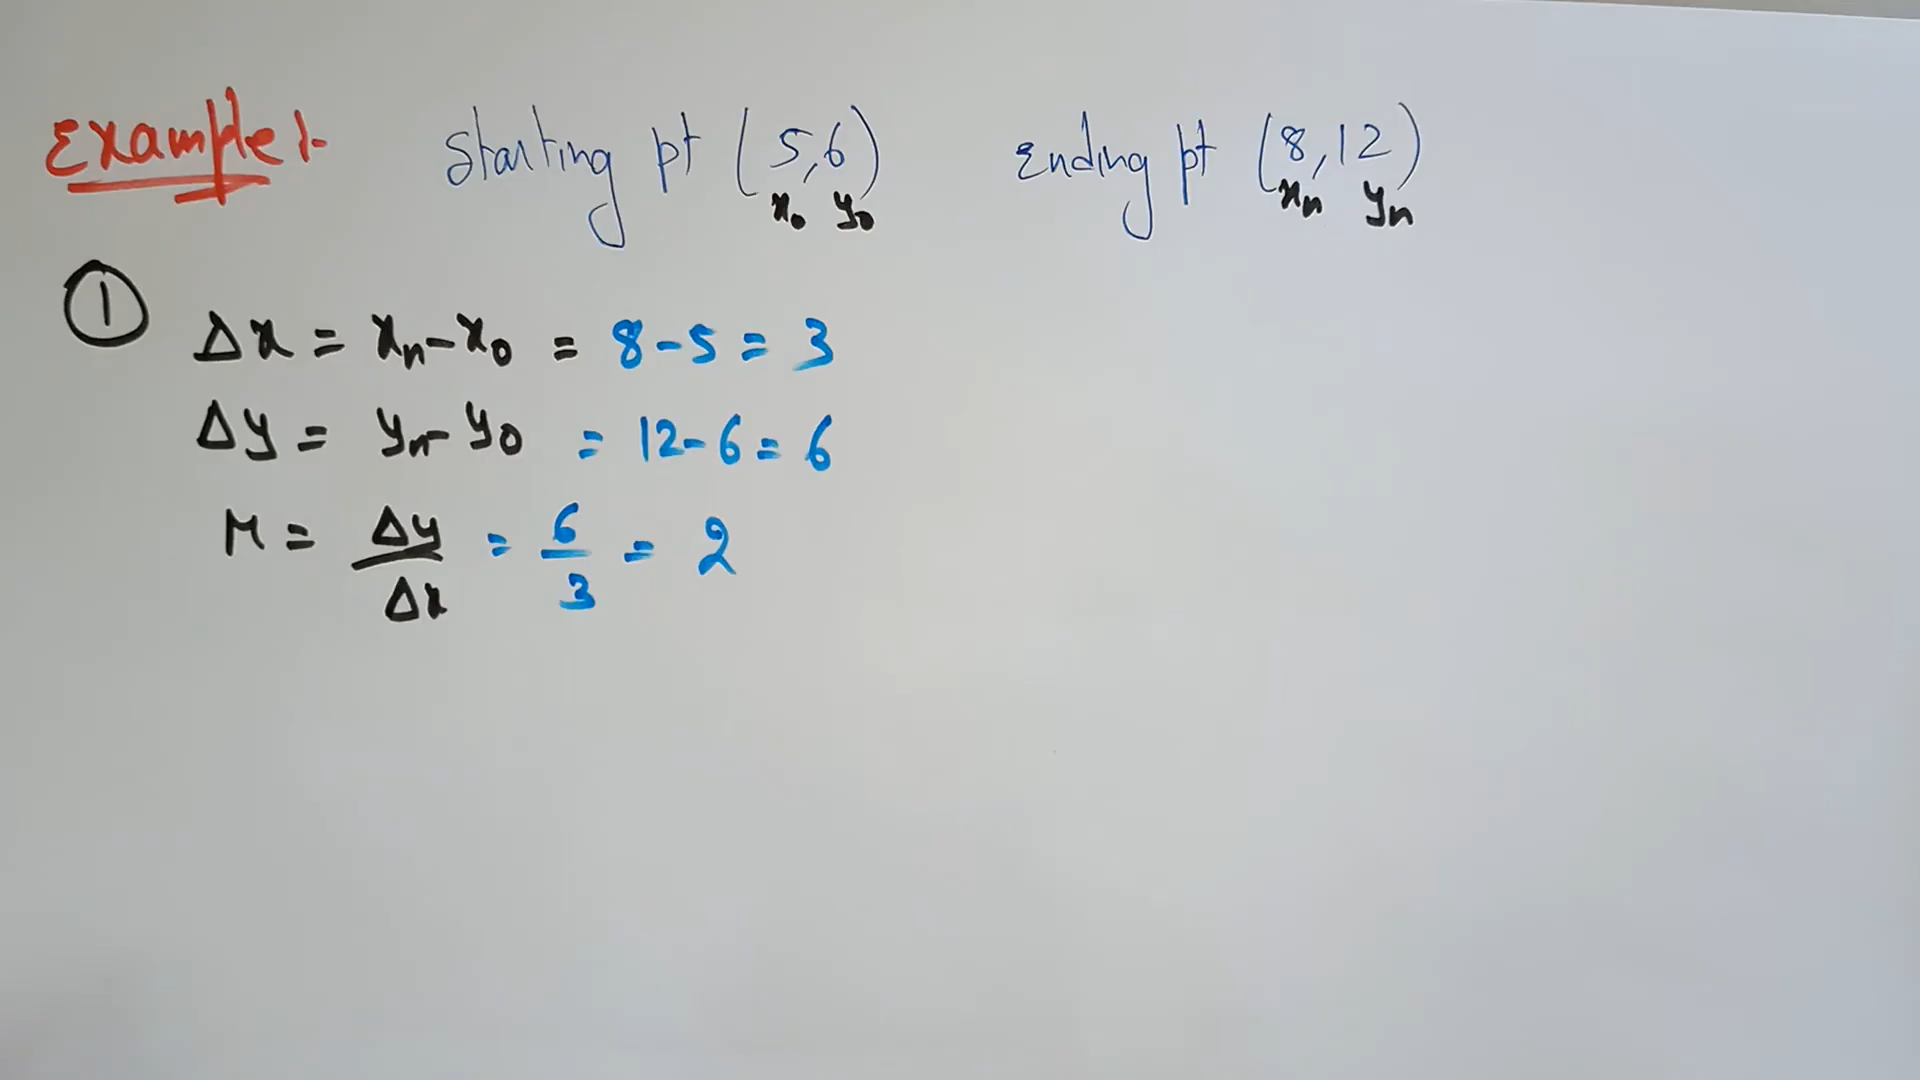 Example :- Starting pt (5,6) Ending pt (8,12)
x₀ y₀ xₙ yₙ
① Δx = xₙ-x₀ = 8-5 = 3
Δy = yₙ-y₀ = 12-6 = 6
M = Δy/Δx = 6/3 = 2